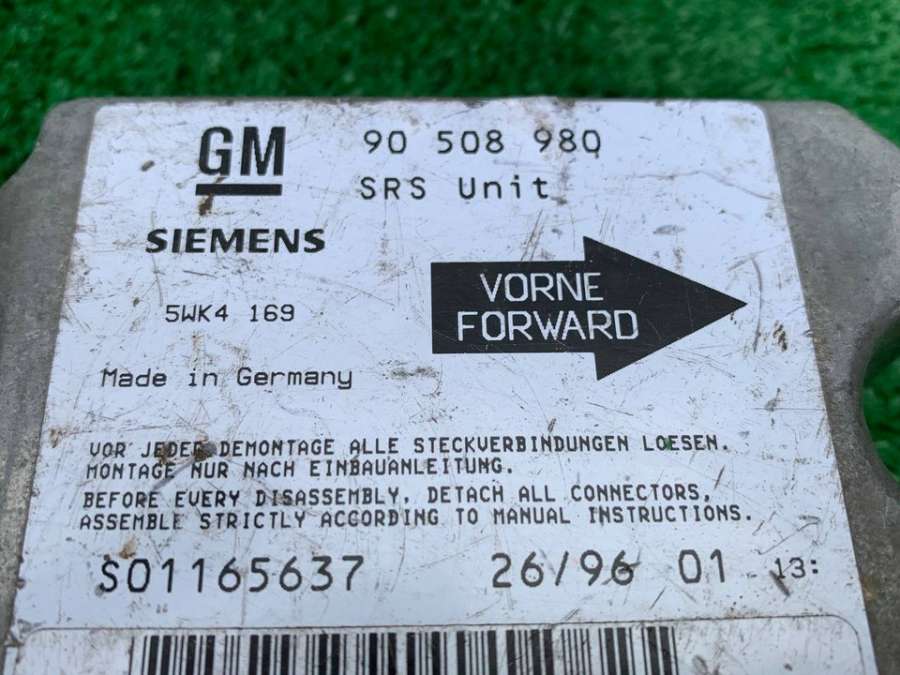 GM 90 508 980
SRS Unit
SIEMENS
VORNE
FORWARD
5WK4 169
Made in Germany
VOR JEDER DEMONTAGE ALLE STECKVERBINDUNGEN LOESEN.
MONTAGE NUR NACH EINBAUANLEITUNG.
BEFORE EVERY DISASSEMBLY, DETACH ALL CONNECTORS,
ASSEMBLE STRICTLY ACCORDING TO MANUAL INSTRUCTIONS.
S01165637 26/96 01 13: